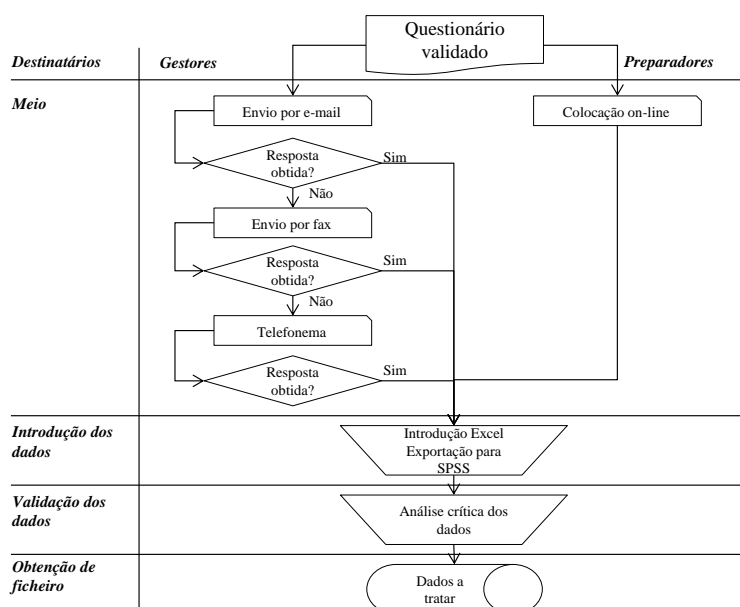 Questionário
validado
Destinatários
Gestores
Preparadores
Meio
Envio por e-mail
Colocação on-line
Resposta
obtida?
Sim
Não
Envio por fax
Resposta
obtida?
Sim
Não
Telefonema
Resposta
obtida?
Sim
Introdução dos
dados
Introdução Excel
Exportação para
SPSS
Validação dos
dados
Análise crítica dos
dados
Obtenção de
ficheiro
Dados a
tratar